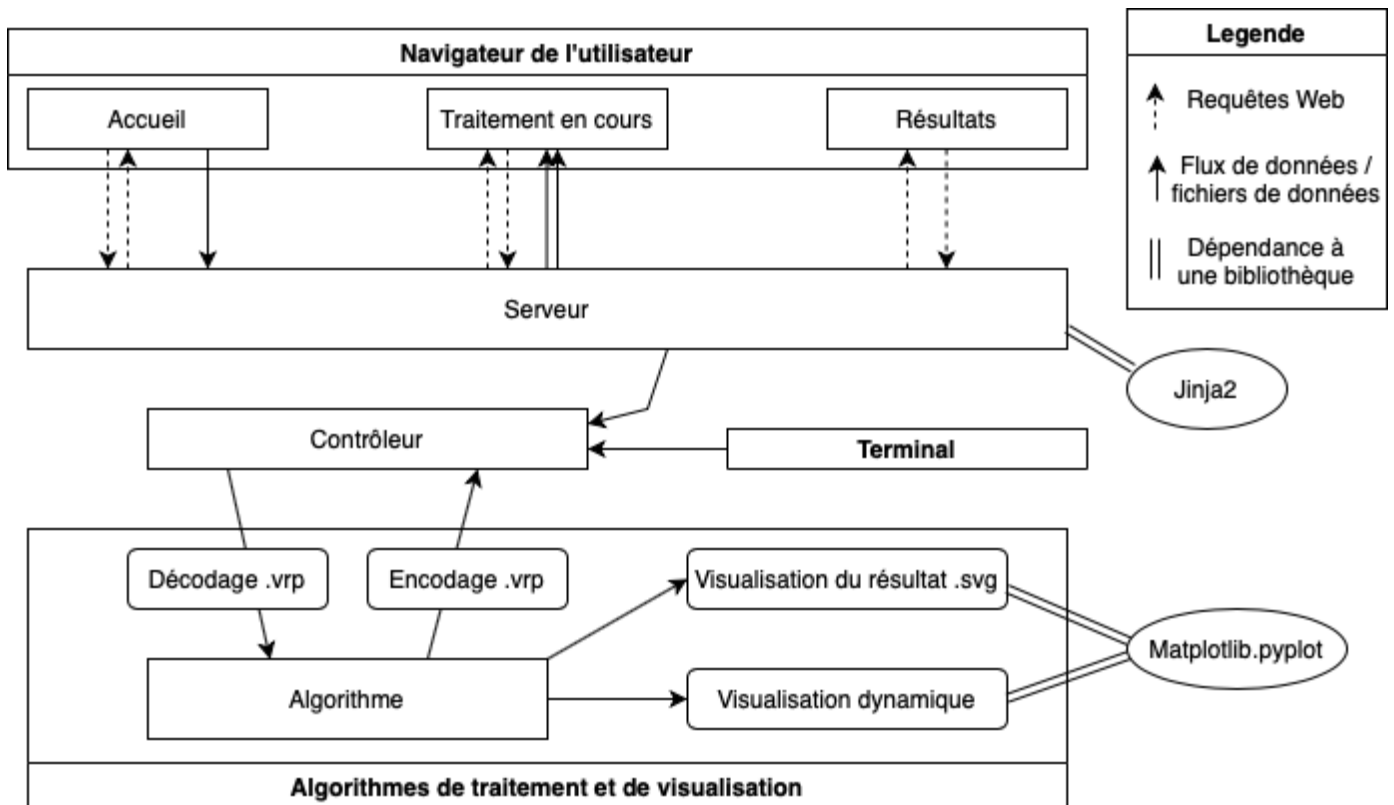 Navigateur de l'utilisateur
Accueil
Traitement en cours
Résultats
Legende
Requêtes Web
Flux de données /
fichiers de données
Dépendance à
une bibliothèque
Serveur
Jinja2
Contrôleur
Terminal
Décodage .vrp
Encodage .vrp
Visualisation du résultat .svg
Matplotlib.pyplot
Algorithme
Visualisation dynamique
Algorithmes de traitement et de visualisation